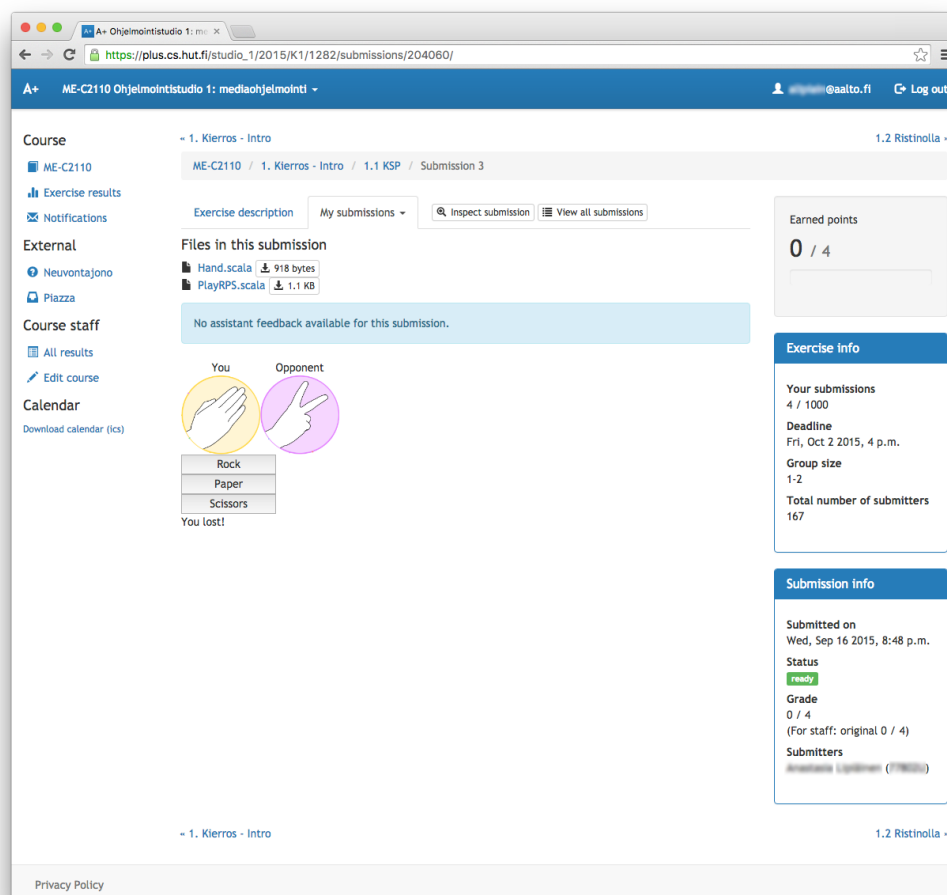 A+ Ohjelmointistudio 1: me
https://plus.cs.hut.fi/studio_1/2015/K1/1282/submissions/204060/
A+ ME-C2110 Ohjelmointistudio 1: mediaohjelmointi
@aalto.fi Log out
Course
ME-C2110
Exercise results
Notifications
External
Neuvontajono
Piazza
Course staff
All results
Edit course
Calendar
Download calendar (ics)
« 1. Kierros - Intro
1.2 Ristinolla
ME-C2110 / 1. Kierros - Intro / 1.1 KSP / Submission 3
Exercise description My submissions Inspect submission View all submissions
Files in this submission
Hand.scala 918 bytes
PlayRPS.scala 1.1 KB
No assistant feedback available for this submission.
You Opponent
Rock
Paper
Scissors
You lost!
Earned points
0 / 4
Exercise info
Your submissions
4 / 1000
Deadline
Fri, Oct 2 2015, 4 p.m.
Group size
1-2
Total number of submitters
167
Submission info
Submitted on
Wed, Sep 16 2015, 8:48 p.m.
Status
ready
Grade
0 / 4
(For staff: original 0 / 4)
Submitters
« 1. Kierros - Intro
1.2 Ristinolla
Privacy Policy